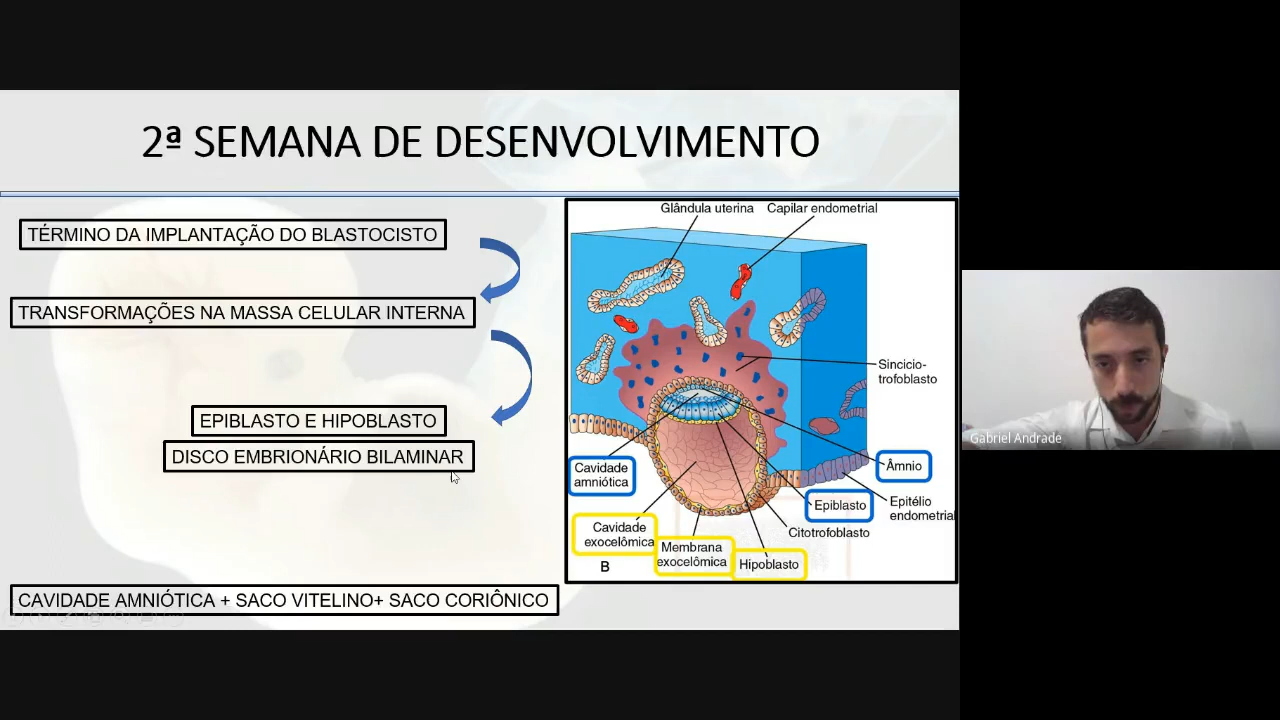 2ª SEMANA DE DESENVOLVIMENTO
TÉRMINO DA IMPLANTAÇÃO DO BLASTOCISTO
TRANSFORMAÇÕES NA MASSA CELULAR INTERNA
EPIBLASTO E HIPOBLASTO
DISCO EMBRIONÁRIO BILAMINAR
CAVIDADE AMNIÓTICA + SACO VITELINO+ SACO CORIÔNICO
Glândula uterina
Capilar endometrial
Sincicio-
trofoblasto
Cavidade
amniótica
Âmnio
Epiblasto
Epitélio
endometrial
Cavidade
exocelômica
Citotrofoblasto
Membrana
exocelômica
Hipoblasto
B
Gabriel Andrade